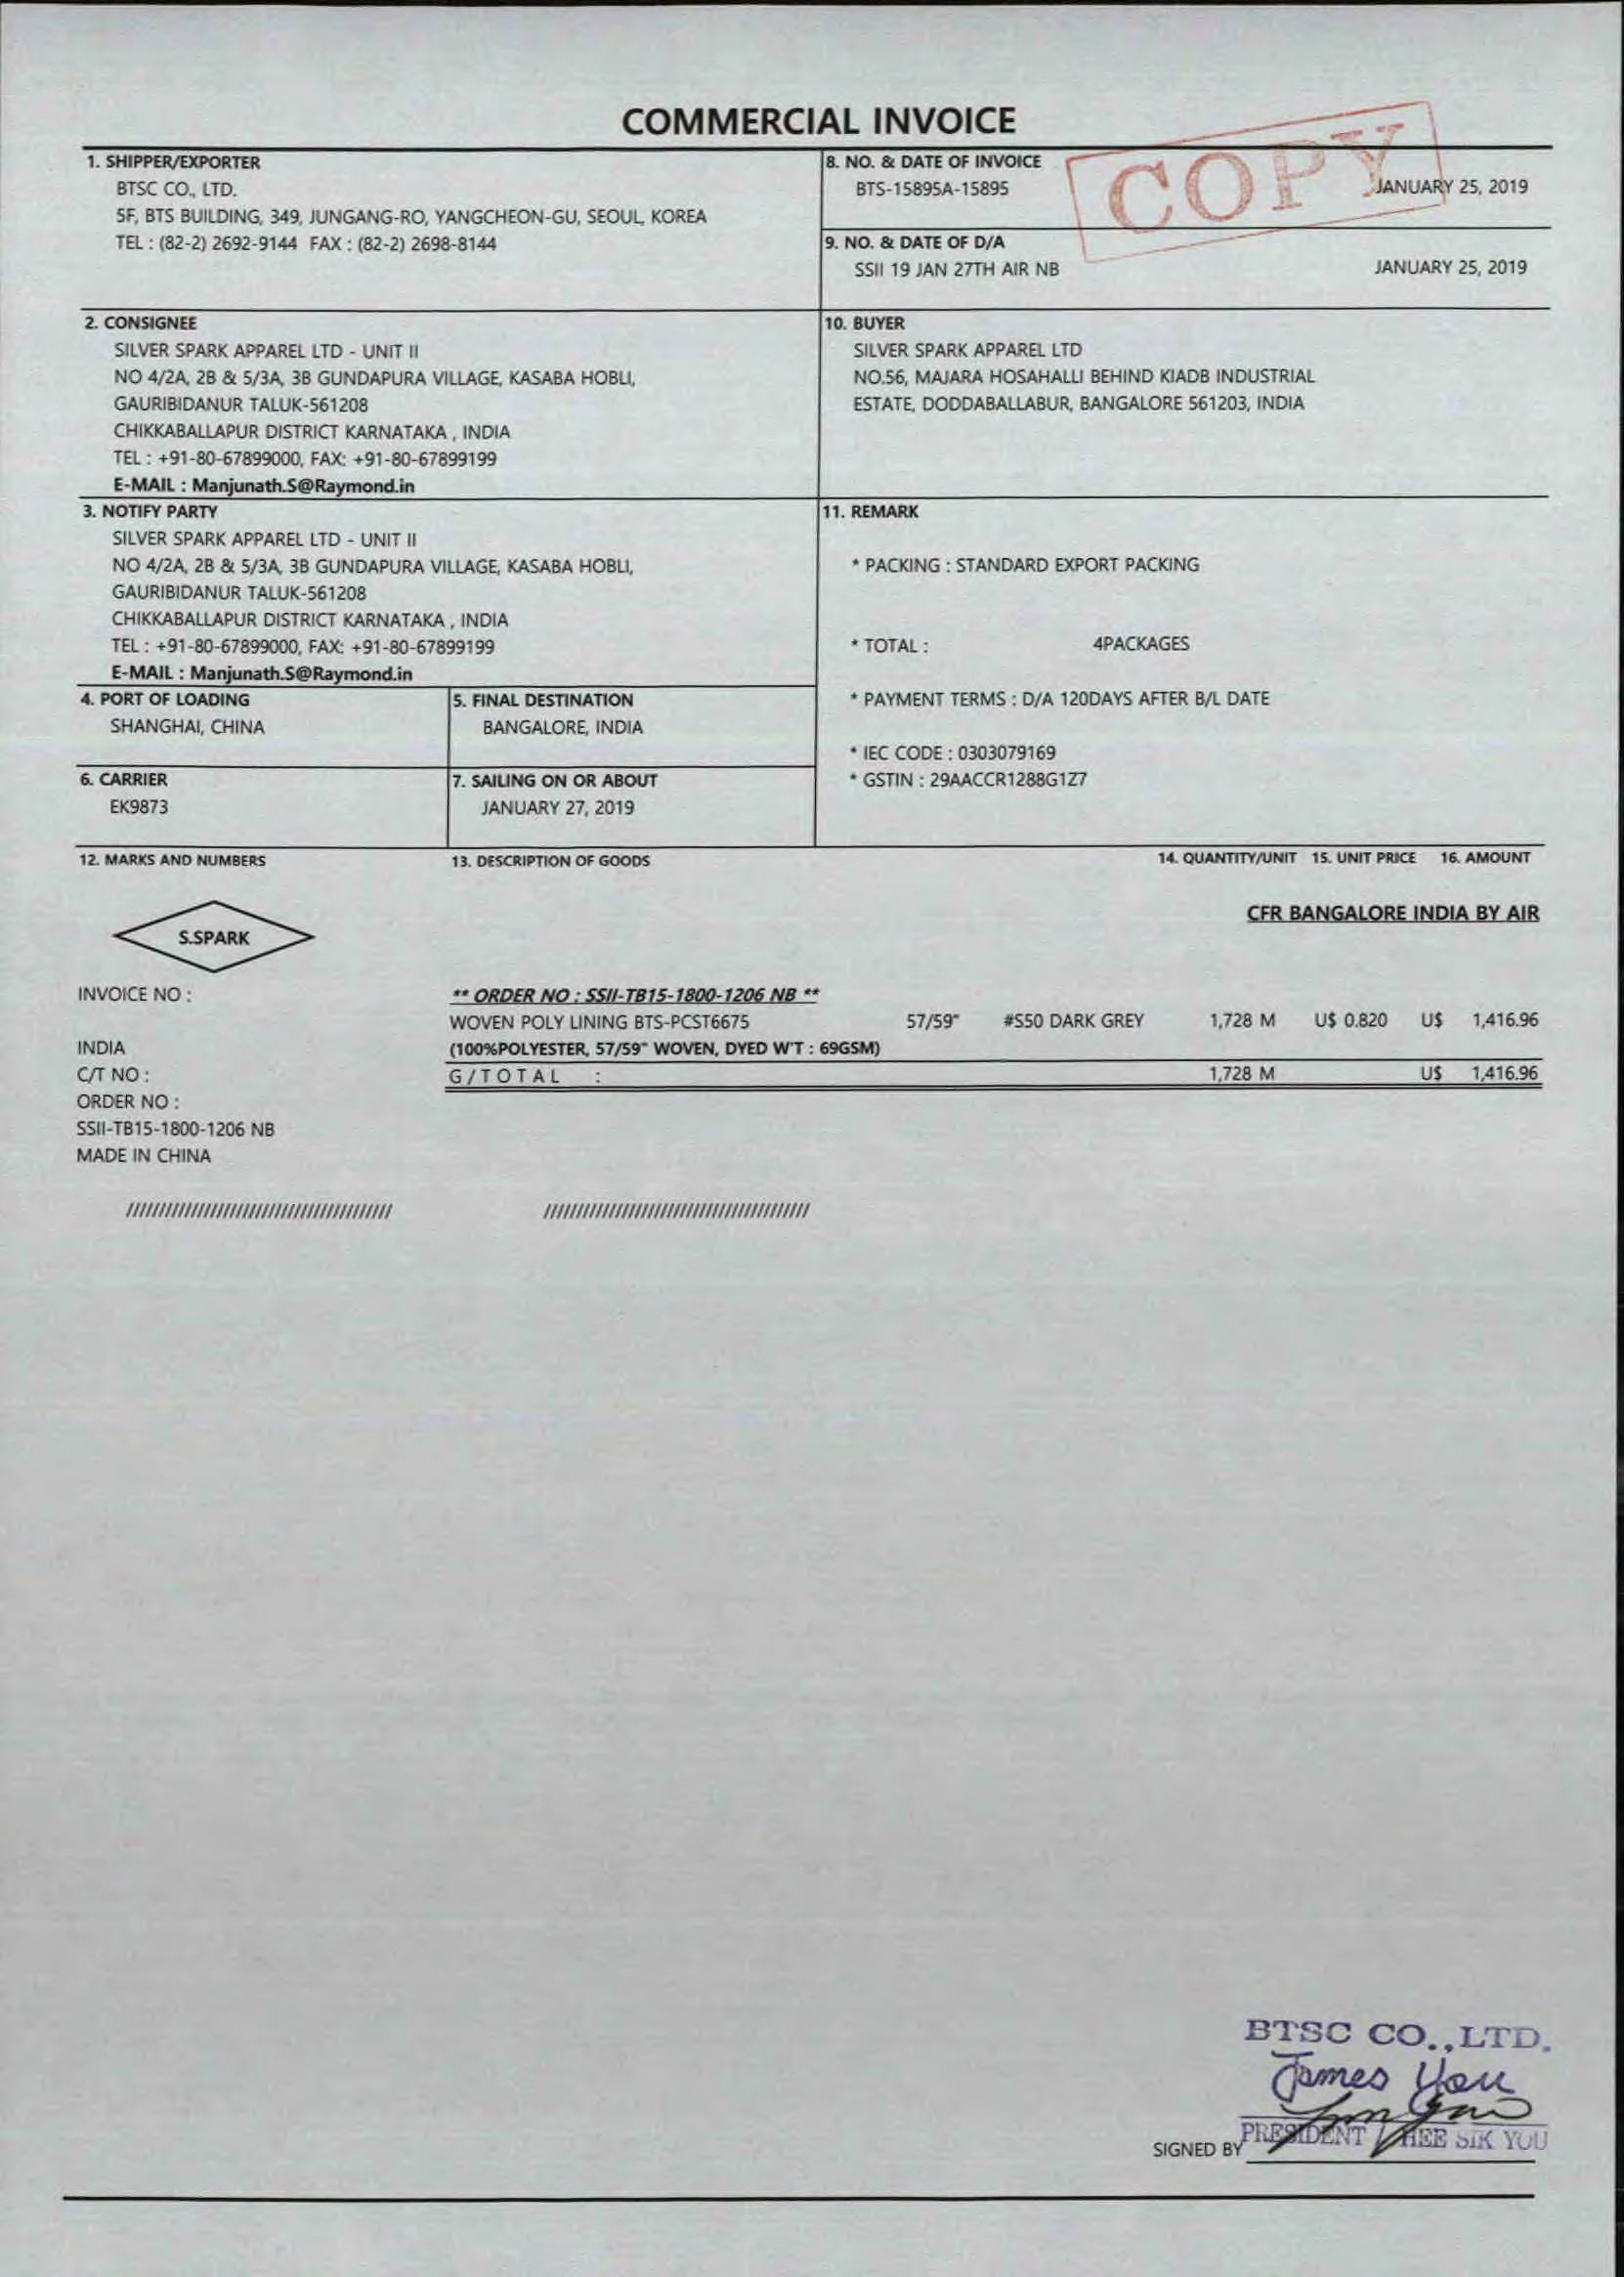 COMMERCIAL INVOICE
COPY
1. SHIPPER/EXPORTER
BTSC CO., LTD.
5F, BTS BUILDING, 349, JUNGANG-RO, YANGCHEON-GU, SEOUL, KOREA
TEL : (82-2) 2692-9144 FAX : (82-2) 2698-8144
8. NO. & DATE OF INVOICE
BTS-15895A-15895 JANUARY 25, 2019
9. NO. & DATE OF D/A
SSII 19 JAN 27TH AIR NB JANUARY 25, 2019
2. CONSIGNEE
SILVER SPARK APPAREL LTD - UNIT II
NO 4/2A, 2B & 5/3A, 3B GUNDAPURA VILLAGE, KASABA HOBLI,
GAURIBIDANUR TALUK-561208
CHIKKABALLAPUR DISTRICT KARNATAKA , INDIA
TEL : +91-80-67899000, FAX: +91-80-67899199
E-MAIL : Manjunath.S@Raymond.in
10. BUYER
SILVER SPARK APPAREL LTD
NO.56, MAJARA HOSAHALLI BEHIND KIADB INDUSTRIAL
ESTATE, DODDABALLABUR, BANGALORE 561203, INDIA
3. NOTIFY PARTY
SILVER SPARK APPAREL LTD - UNIT II
NO 4/2A, 2B & 5/3A, 3B GUNDAPURA VILLAGE, KASABA HOBLI,
GAURIBIDANUR TALUK-561208
CHIKKABALLAPUR DISTRICT KARNATAKA , INDIA
TEL : +91-80-67899000, FAX: +91-80-67899199
E-MAIL : Manjunath.S@Raymond.in
11. REMARK
* PACKING : STANDARD EXPORT PACKING
* TOTAL : 4PACKAGES
* PAYMENT TERMS : D/A 120DAYS AFTER B/L DATE
* IEC CODE : 0303079169
* GSTIN : 29AACCR1288G1Z7
4. PORT OF LOADING
SHANGHAI, CHINA
5. FINAL DESTINATION
BANGALORE, INDIA
6. CARRIER
EK9873
7. SAILING ON OR ABOUT
JANUARY 27, 2019
12. MARKS AND NUMBERS 13. DESCRIPTION OF GOODS 14. QUANTITY/UNIT 15. UNIT PRICE 16. AMOUNT
CFR BANGALORE INDIA BY AIR
S.SPARK
INVOICE NO : ** ORDER NO : SSII-TB15-1800-1206 NB **
WOVEN POLY LINING BTS-PCST6675 57/59" #S50 DARK GREY 1,728 M U$ 0.820 U$ 1,416.96
INDIA (100%POLYESTER, 57/59" WOVEN, DYED W'T : 69GSM)
C/T NO : G/TOTAL : 1,728 M U$ 1,416.96
ORDER NO :
SSII-TB15-1800-1206 NB
MADE IN CHINA
//////////////////////////////////////// ////////////////////////////////////////
BTSC CO.,LTD.
James You
PRESIDENT / HEE SIK YOU
SIGNED BY